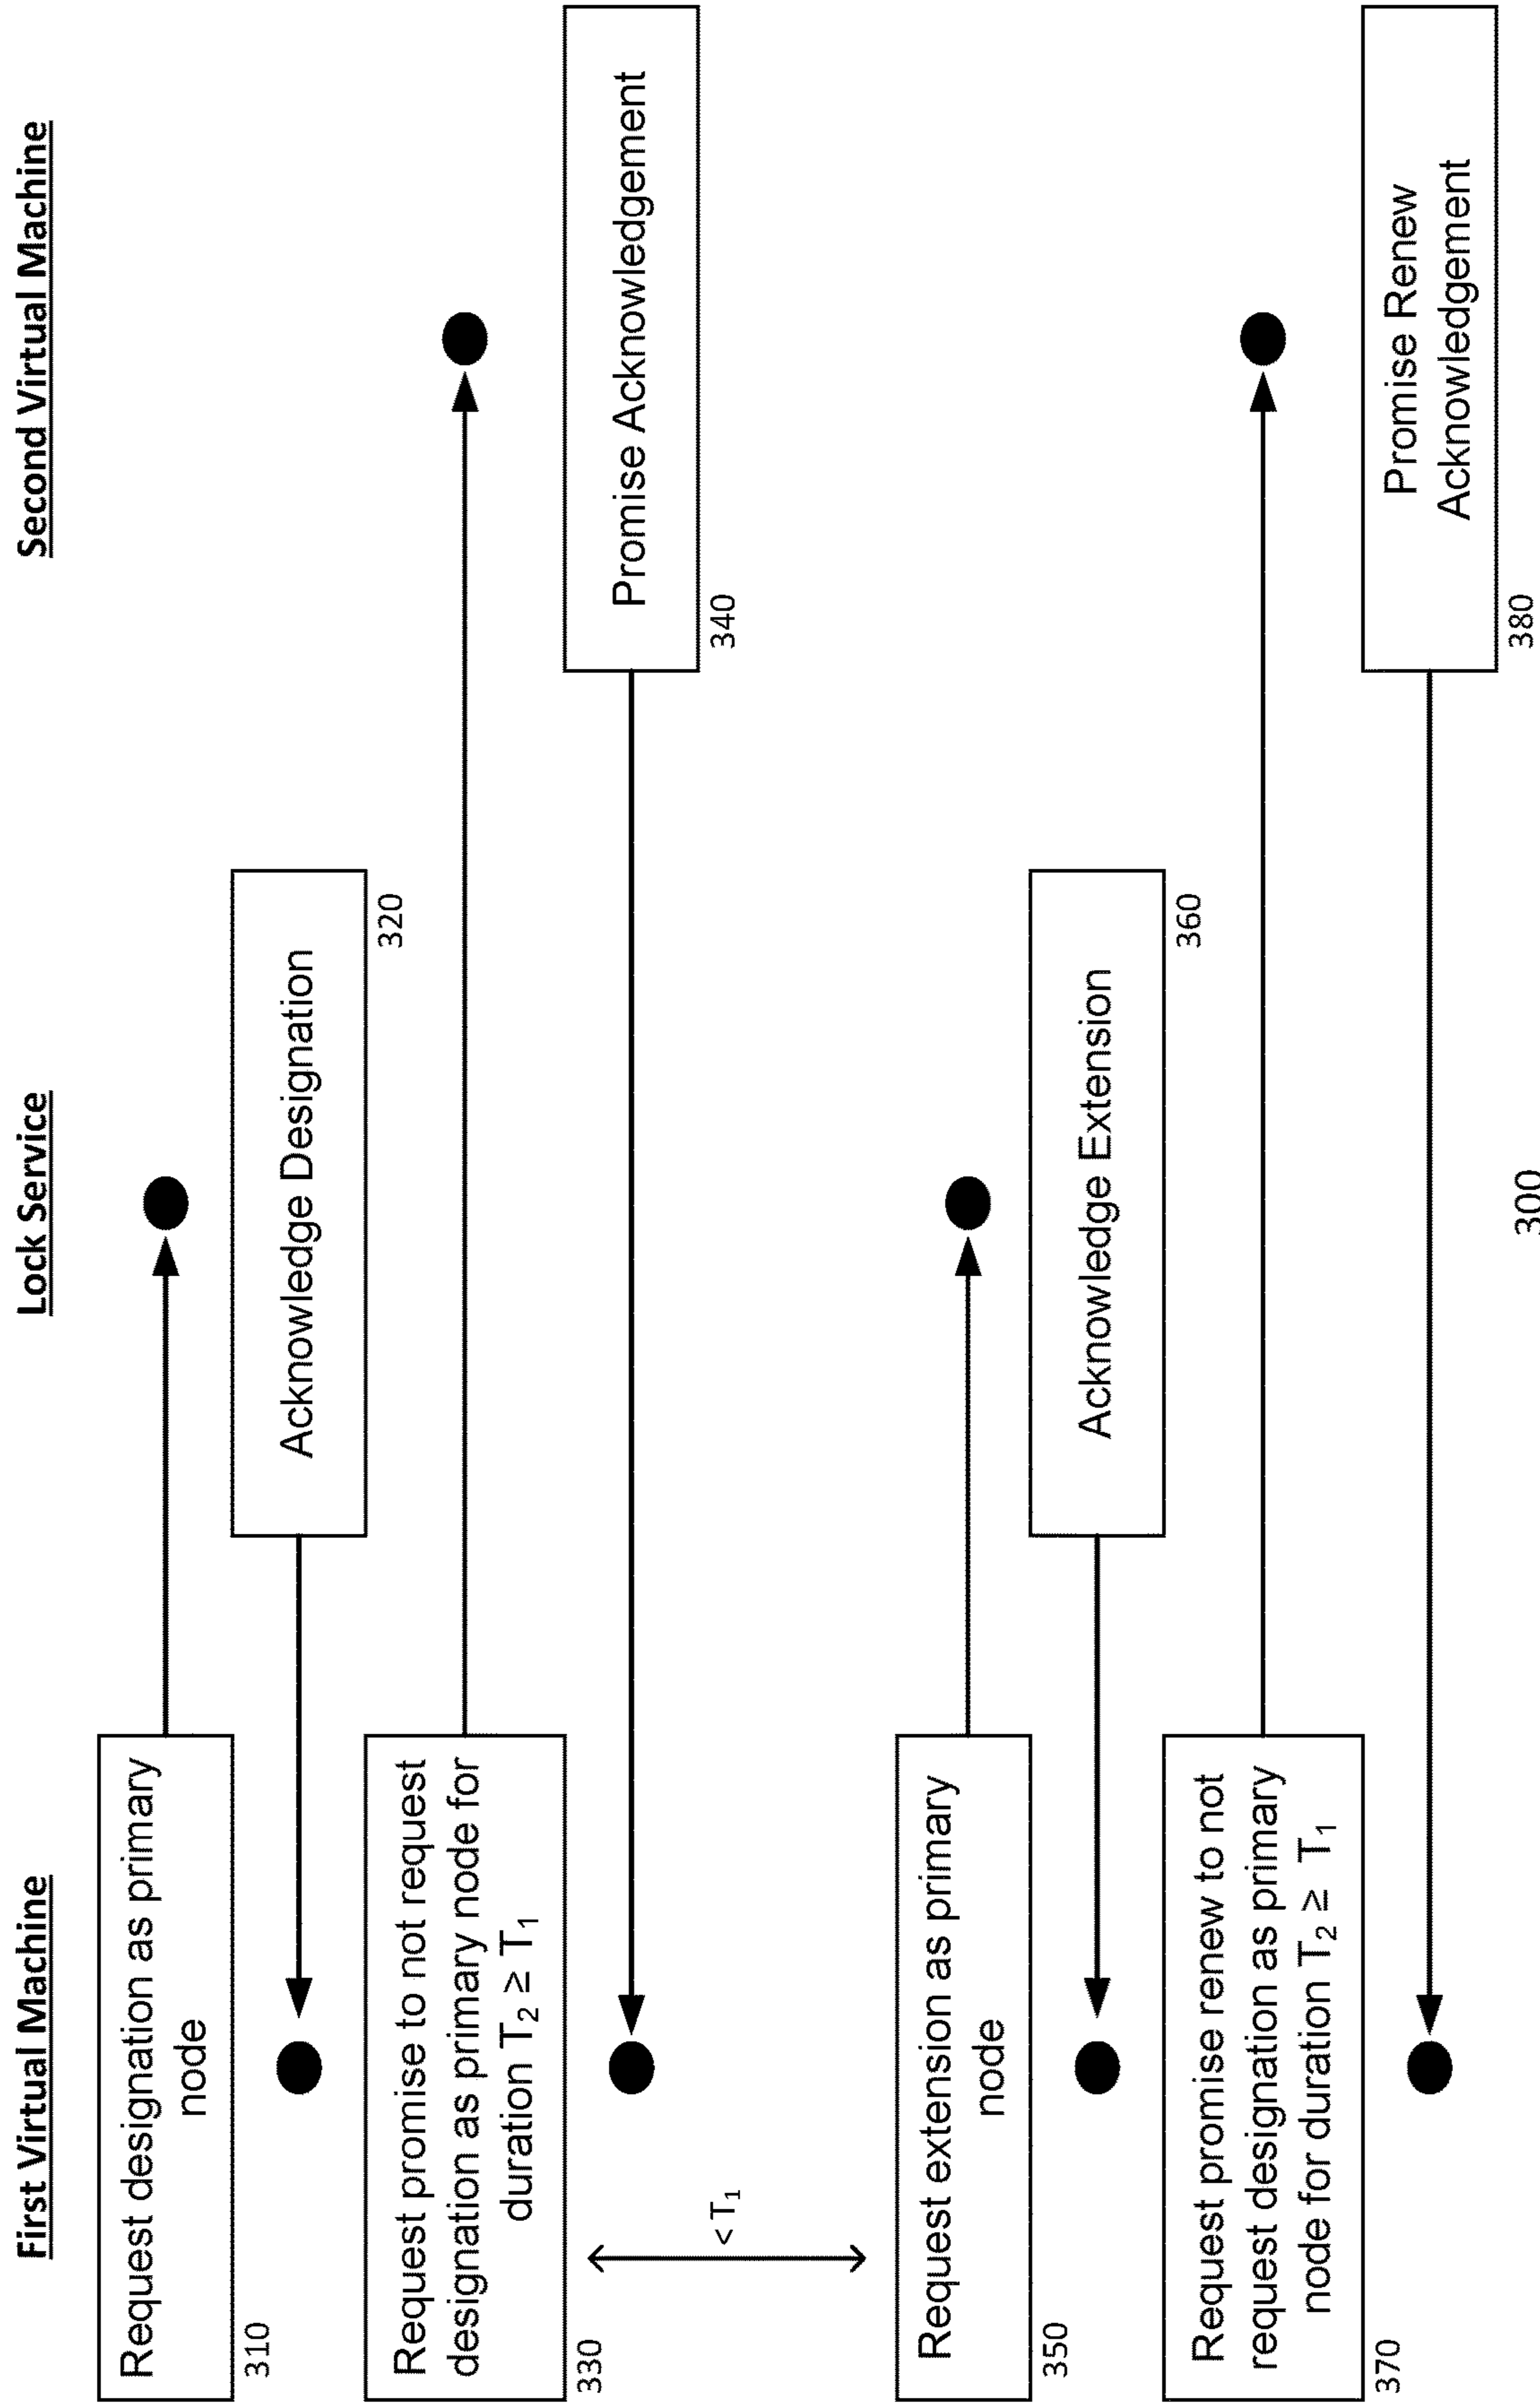 First Virtual Machine
Lock Service
Second Virtual Machine
Request designation as primary
node
310
Acknowledge Designation
320
Request promise to not request
designation as primary node for
duration T₂ ≥ T₁
330
Promise Acknowledgement
340
< T₁
Request extension as primary
node
350
Acknowledge Extension
360
Request promise renew to not
request designation as primary
node for duration T₂ ≥ T₁
370
Promise Renew
Acknowledgement
380
300